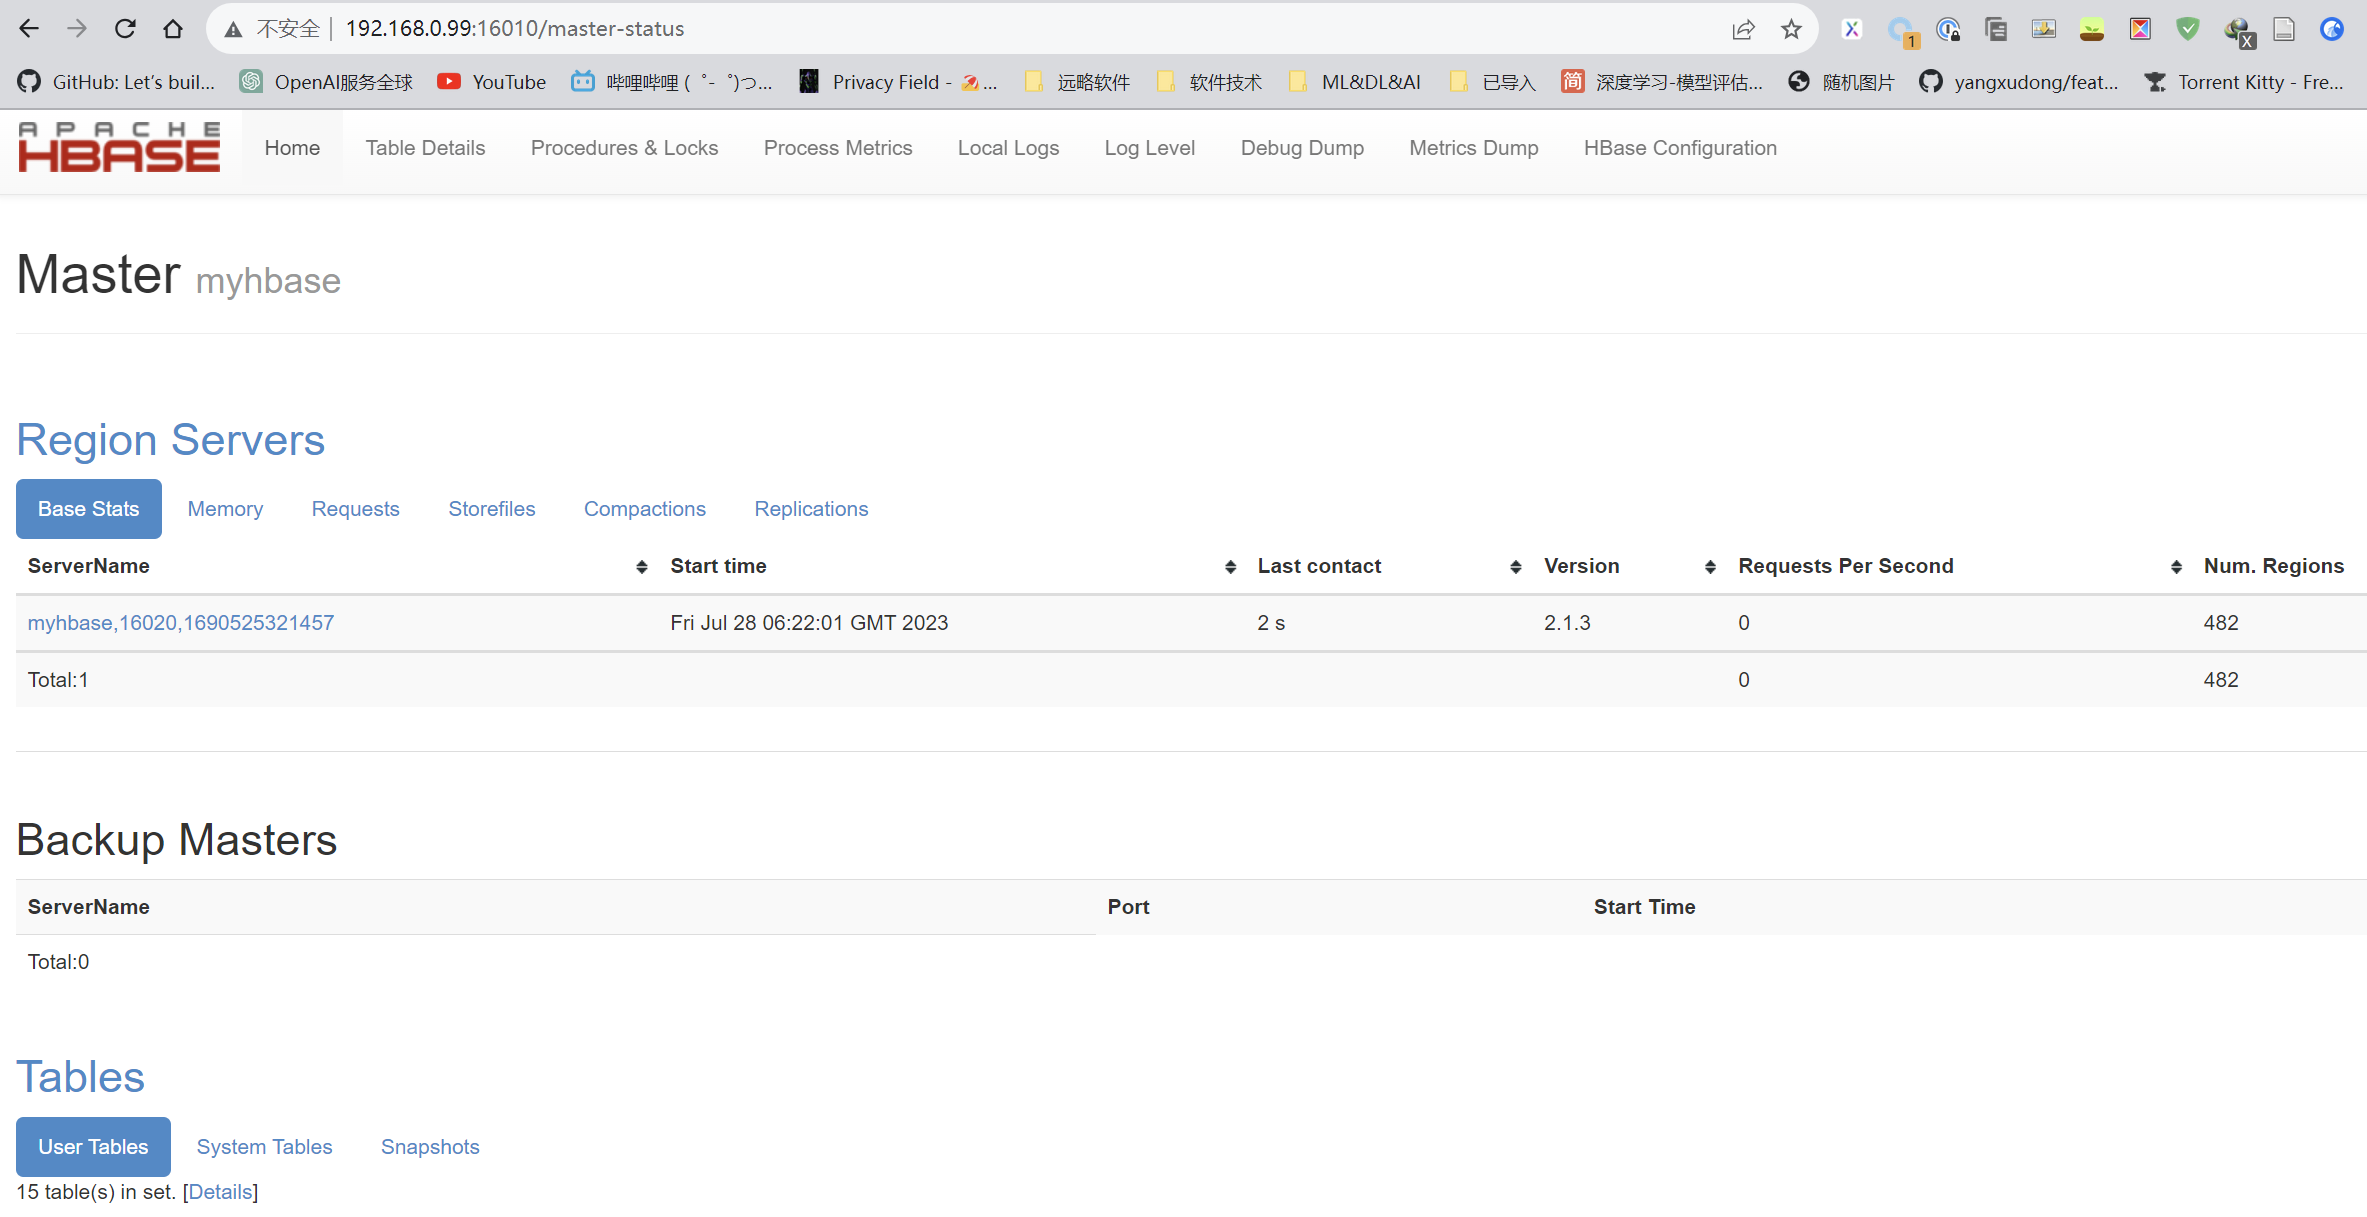 不安全 | 192.168.0.99:16010/master-status
1
X
GitHub: Let's buil...
OpenAI服务全球
YouTube
哔哩哔哩 ( ゜- ゜)つ...
Privacy Field - 🏖...
远略软件
软件技术
ML&DL&AI
已导入
简 深度学习-模型评估...
随机图片
yangxudong/feat...
Torrent Kitty - Fre...
APACHE
HBASE
Home Table Details Procedures & Locks Process Metrics Local Logs Log Level Debug Dump Metrics Dump HBase Configuration
Master myhbase
Region Servers
Base Stats Memory Requests Storefiles Compactions Replications
ServerName Start time Last contact Version Requests Per Second Num. Regions
myhbase,16020,1690525321457 Fri Jul 28 06:22:01 GMT 2023 2 s 2.1.3 0 482
Total:1 0 482
Backup Masters
ServerName Port Start Time
Total:0
Tables
User Tables System Tables Snapshots
15 table(s) in set. [Details]